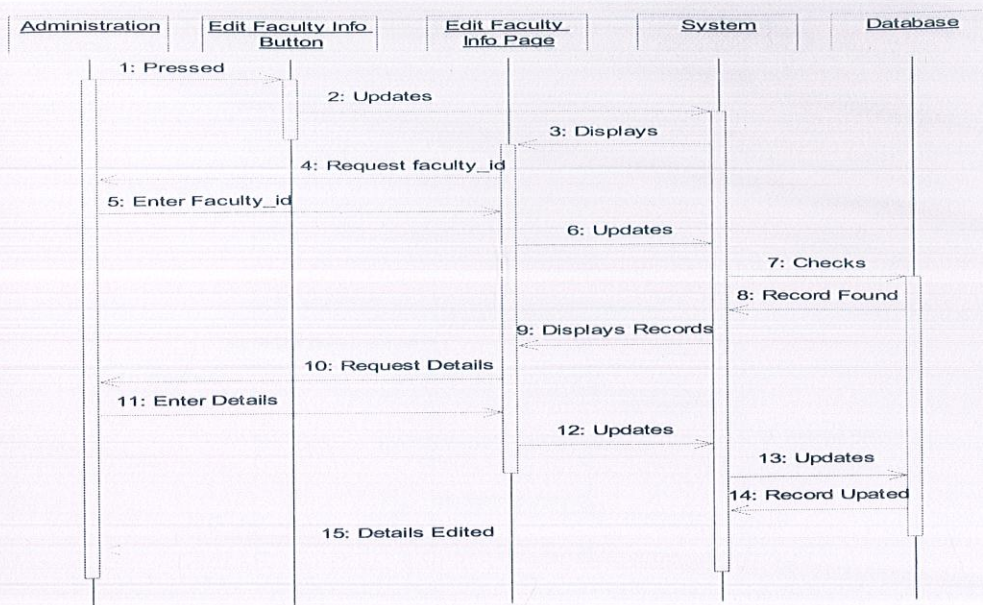 Administration
Edit Faculty Info
Button
Edit Faculty
Info Page
System
Database
1: Pressed
2: Updates
3: Displays
4: Request faculty_id
5: Enter Faculty_id
6: Updates
7: Checks
8: Record Found
9: Displays Records
10: Request Details
11: Enter Details
12: Updates
13: Updates
14: Record Upated
15: Details Edited